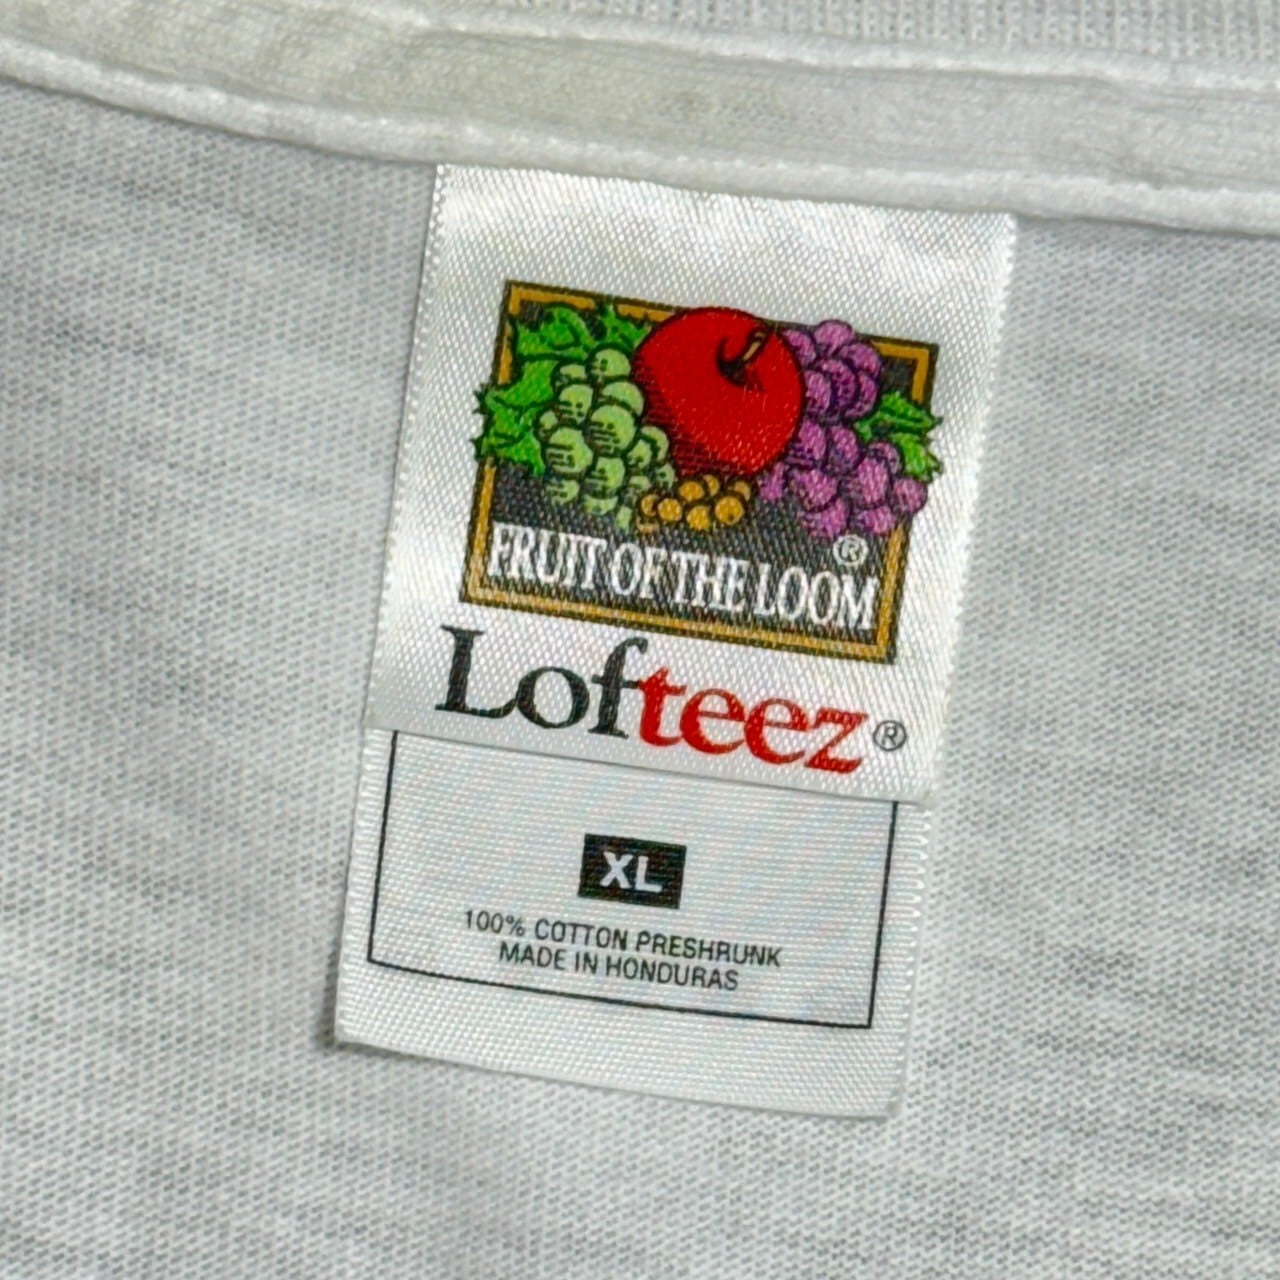 FRUIT OF THE LOOM®
Lofteez®
XL
100% COTTON PRESHRUNK
MADE IN HONDURAS